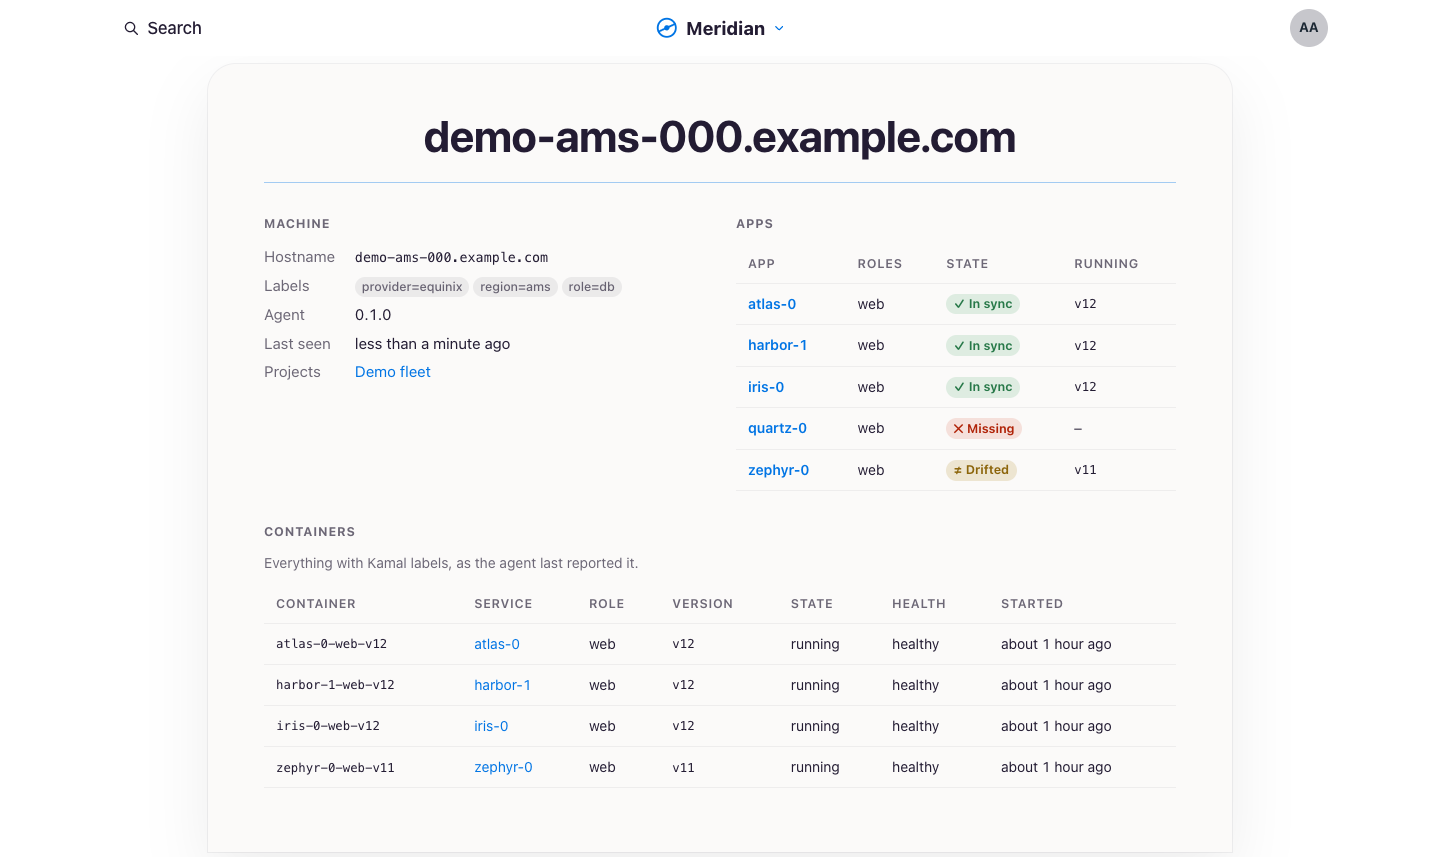 Search
Meridian
AA
demo-ams-000.example.com
MACHINE
Hostname demo-ams-000.example.com
Labels provider=equinix region=ams role=db
Agent 0.1.0
Last seen less than a minute ago
Projects Demo fleet
APPS
APP ROLES STATE RUNNING
atlas-0 web In sync v12
harbor-1 web In sync v12
iris-0 web In sync v12
quartz-0 web Missing –
zephyr-0 web ≠ Drifted v11
CONTAINERS
Everything with Kamal labels, as the agent last reported it.
CONTAINER SERVICE ROLE VERSION STATE HEALTH STARTED
atlas-0-web-v12 atlas-0 web v12 running healthy about 1 hour ago
harbor-1-web-v12 harbor-1 web v12 running healthy about 1 hour ago
iris-0-web-v12 iris-0 web v12 running healthy about 1 hour ago
zephyr-0-web-v11 zephyr-0 web v11 running healthy about 1 hour ago